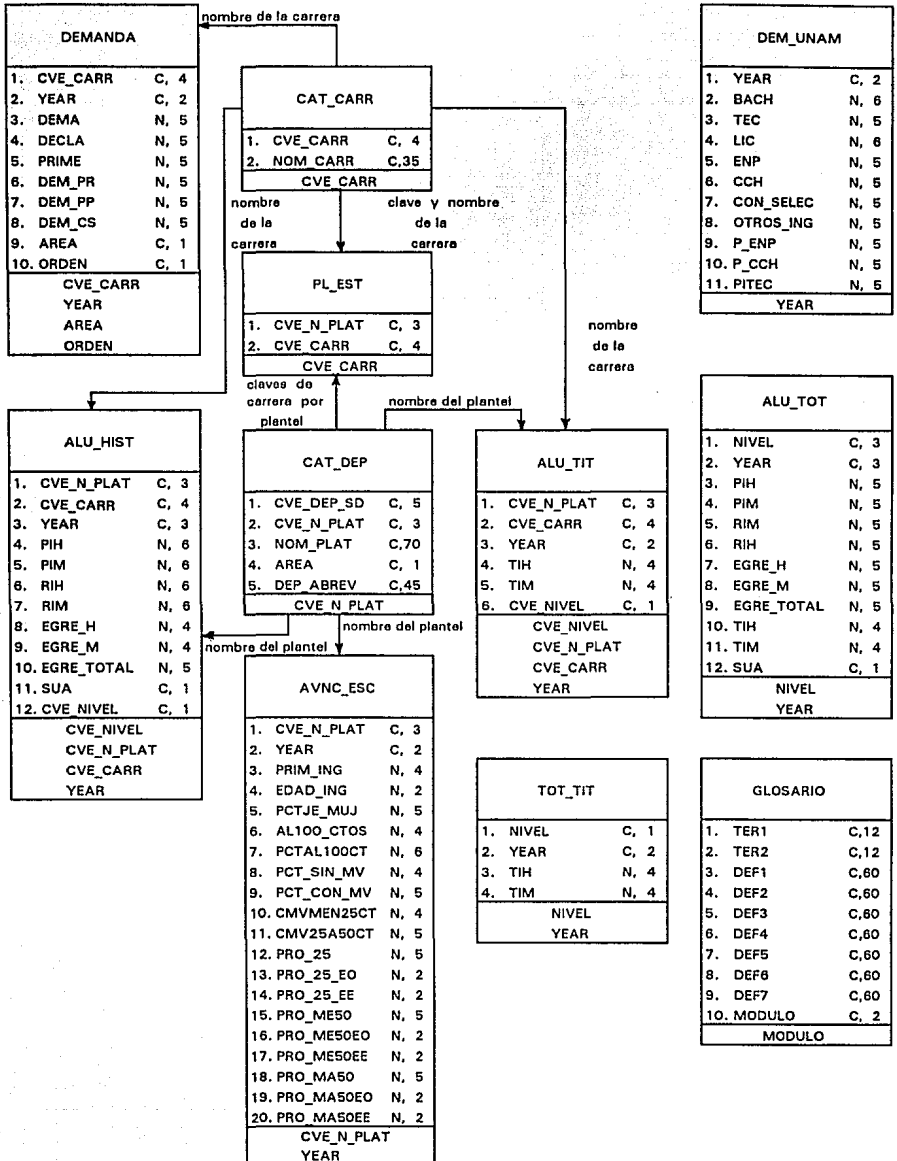 nombre de la carrera
DEMANDA
1. CVE_CARR C, 4
2. YEAR C, 2
3. DEMA N, 5
4. DECLA N, 5
5. PRIME N, 5
6. DEM_PR N, 5
7. DEM_PP N, 5
8. DEM_CS N, 5
9. AREA C, 1
10. ORDEN C, 1
CVE_CARR
YEAR
AREA
ORDEN
CAT_CARR
1. CVE_CARR C, 4
2. NOM_CARR C,35
CVE_CARR
nombre
de la
carrera
clave y nombre
de la
carrera
DEM_UNAM
1. YEAR C, 2
2. BACH N, 6
3. TEC N, 5
4. LIC N, 6
5. ENP N, 5
6. CCH N, 5
7. CON_SELEC N, 5
8. OTROS_ING N, 5
9. P_ENP N, 5
10. P_CCH N, 5
11. PITEC N, 5
YEAR
PL_EST
1. CVE_N_PLAT C, 3
2. CVE_CARR C, 4
CVE_CARR
claves de
carrera por
plantel
nombre
de la
carrera
nombre del plantel
ALU_HIST
1. CVE_N_PLAT C, 3
2. CVE_CARR C, 4
3. YEAR C, 3
4. PIH N, 6
5. PIM N, 6
6. RIH N, 6
7. RIM N, 6
8. EGRE_H N, 4
9. EGRE_M N, 4
10. EGRE_TOTAL N, 5
11. SUA C, 1
12. CVE_NIVEL C, 1
CVE_NIVEL
CVE_N_PLAT
CVE_CARR
YEAR
CAT_DEP
1. CVE_DEP_SD C, 5
2. CVE_N_PLAT C, 3
3. NOM_PLAT C,70
4. AREA C, 1
5. DEP_ABREV C,45
CVE_N_PLAT
nombre del plantel
nombre del plantel
ALU_TIT
1. CVE_N_PLAT C, 3
2. CVE_CARR C, 4
3. YEAR C, 2
4. TIH N, 4
5. TIM N, 4
6. CVE_NIVEL C, 1
CVE_NIVEL
CVE_N_PLAT
CVE_CARR
YEAR
ALU_TOT
1. NIVEL C, 3
2. YEAR C, 3
3. PIH N, 5
4. PIM N, 5
5. RIM N, 5
6. RIH N, 5
7. EGRE_H N, 5
8. EGRE_M N, 5
9. EGRE_TOTAL N, 5
10. TIH N, 4
11. TIM N, 4
12. SUA C, 1
NIVEL
YEAR
AVNC_ESC
1. CVE_N_PLAT C, 3
2. YEAR C, 2
3. PRIM_ING N, 4
4. EDAD_ING N, 2
5. PCTJE_MUJ N, 5
6. AL100_CTOS N, 4
7. PCTAL100CT N, 6
8. PCT_SIN_MV N, 4
9. PCT_CON_MV N, 5
10. CMVMEN25CT N, 4
11. CMV25A50CT N, 5
12. PRO_25 N, 5
13. PRO_25_EO N, 2
14. PRO_25_EE N, 2
15. PRO_ME50 N, 5
16. PRO_ME50EO N, 2
17. PRO_ME50EE N, 2
18. PRO_MA50 N, 5
19. PRO_MA50EO N, 2
20. PRO_MA50EE N, 2
CVE_N_PLAT
YEAR
TOT_TIT
1. NIVEL C, 1
2. YEAR C, 2
3. TIH N, 4
4. TIM N, 4
NIVEL
YEAR
GLOSARIO
1. TER1 C,12
2. TER2 C,12
3. DEF1 C,60
4. DEF2 C,60
5. DEF3 C,60
6. DEF4 C,60
7. DEF5 C,60
8. DEF6 C,60
9. DEF7 C,60
10. MODULO C, 2
MODULO